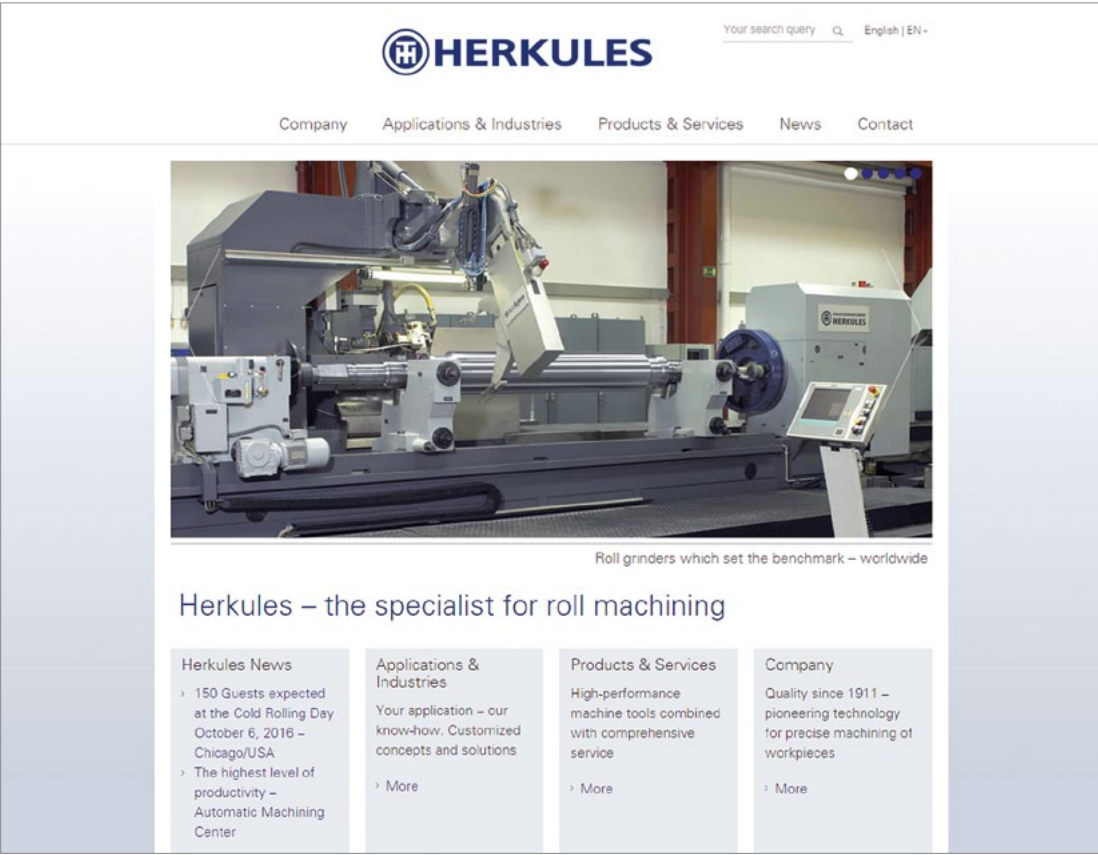 HERKULES
Your search query
English | EN
Company
Applications & Industries
Products & Services
News
Contact
HERKULES
Roll grinders which set the benchmark – worldwide
Herkules – the specialist for roll machining
Herkules News
› 150 Guests expected
at the Cold Rolling Day
October 6, 2016 –
Chicago/USA
› The highest level of
productivity –
Automatic Machining
Center
Applications &
Industries
Your application – our
know-how. Customized
concepts and solutions
› More
Products & Services
High-performance
machine tools combined
with comprehensive
service
› More
Company
Quality since 1911 –
pioneering technology
for precise machining of
workpieces
› More